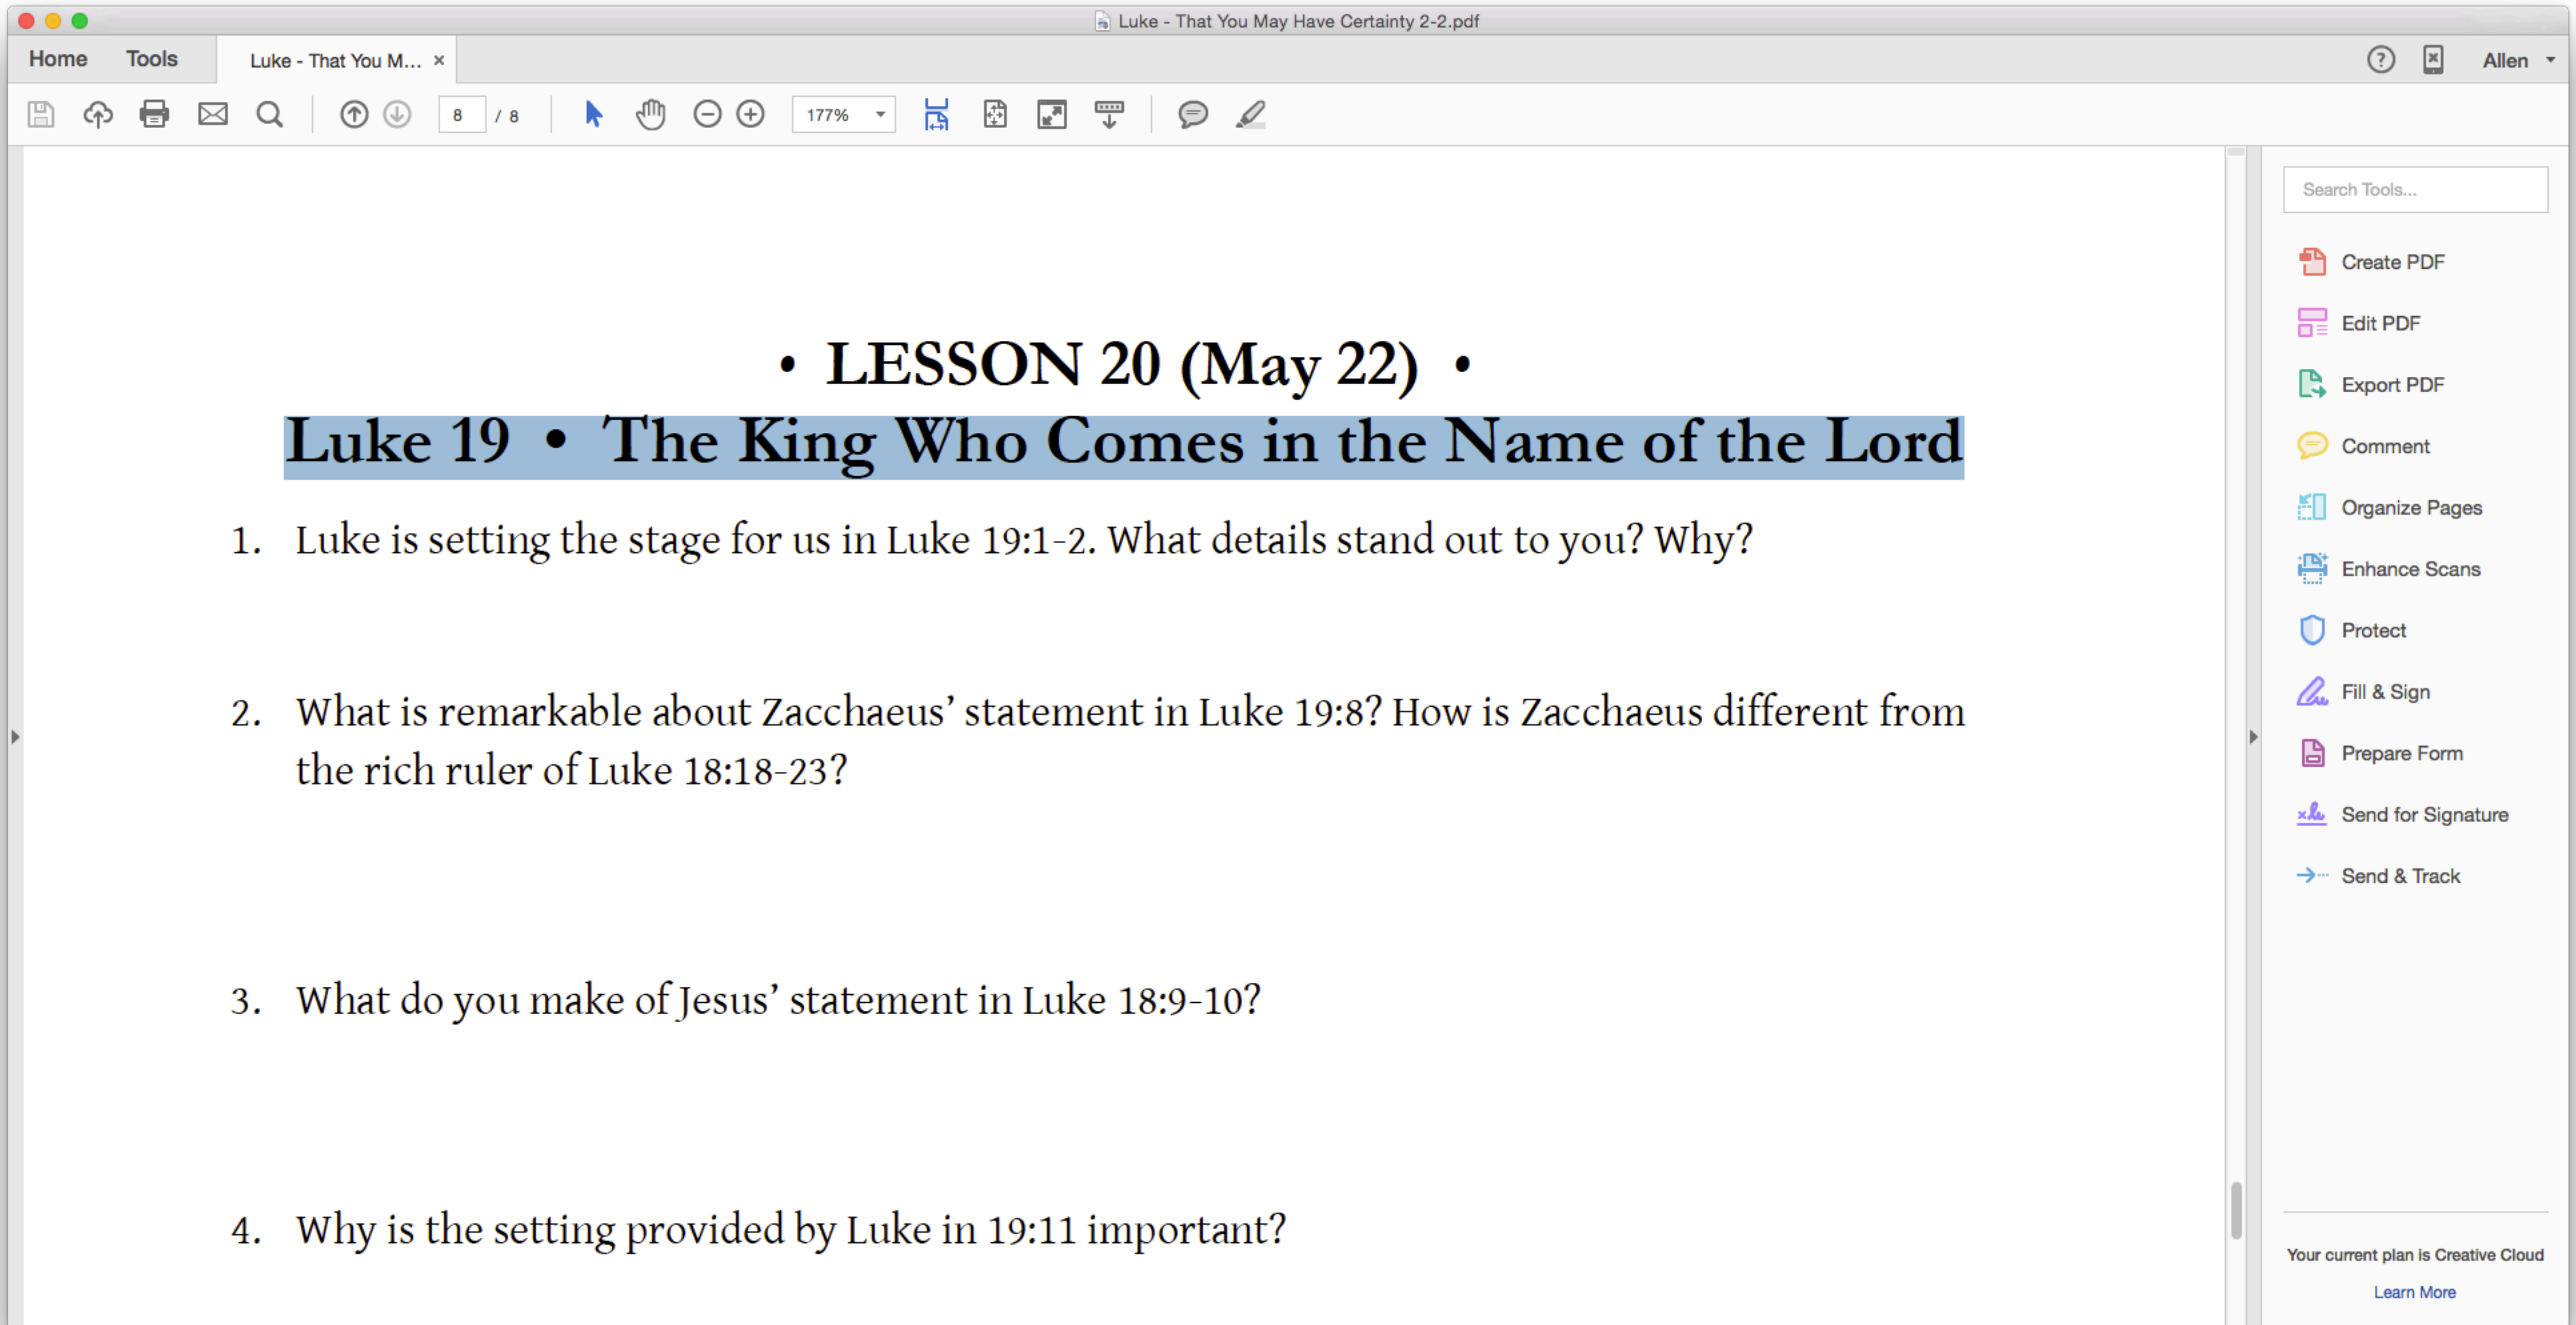 Luke - That You May Have Certainty 2-2.pdf
Home Tools Luke - That You M... × Allen
8 / 8 177%
• LESSON 20 (May 22) •
Luke 19 • The King Who Comes in the Name of the Lord
1. Luke is setting the stage for us in Luke 19:1-2. What details stand out to you? Why?
2. What is remarkable about Zacchaeus’ statement in Luke 19:8? How is Zacchaeus different from
the rich ruler of Luke 18:18-23?
3. What do you make of Jesus’ statement in Luke 18:9-10?
4. Why is the setting provided by Luke in 19:11 important?
Search Tools...
Create PDF
Edit PDF
Export PDF
Comment
Organize Pages
Enhance Scans
Protect
Fill & Sign
Prepare Form
Send for Signature
Send & Track
Your current plan is Creative Cloud
Learn More